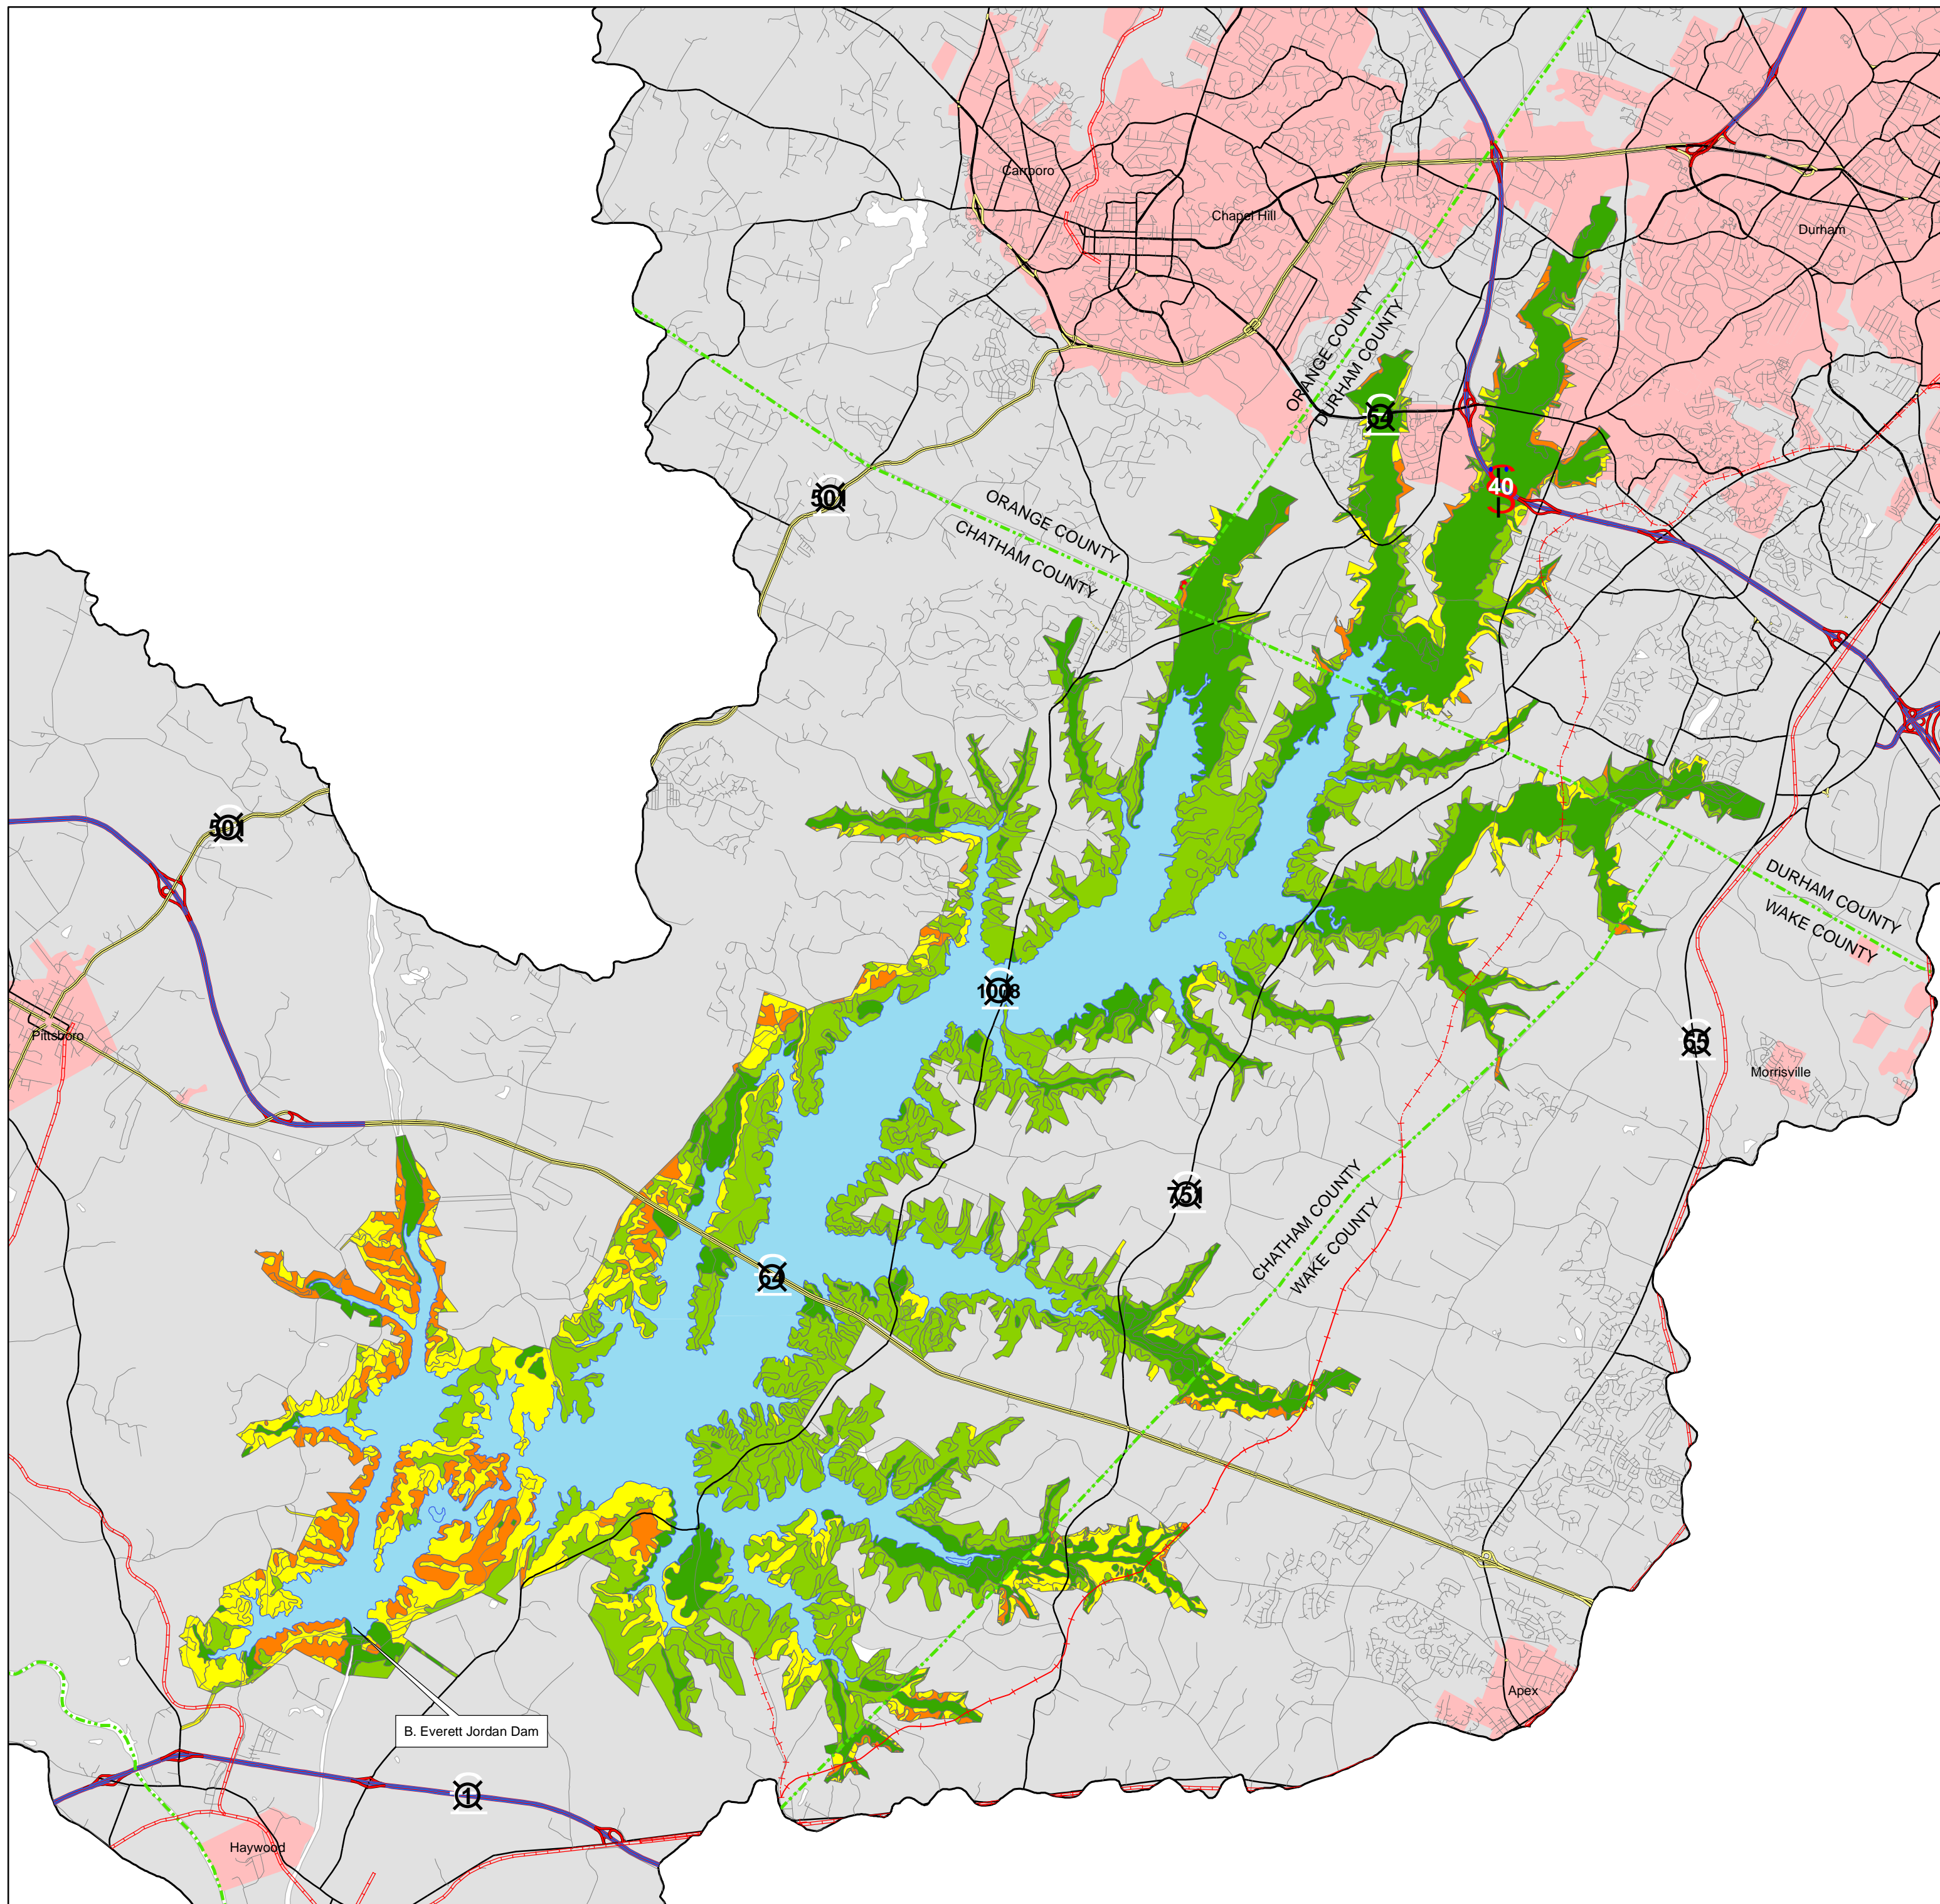 Carrboro
Chapel Hill
Durham
ORANGE COUNTY
DURHAM COUNTY
54
40
501
ORANGE COUNTY
CHATHAM COUNTY
501
DURHAM COUNTY
WAKE COUNTY
1008
Pittsboro
55
Morrisville
751
CHATHAM COUNTY
WAKE COUNTY
64
Apex
B. Everett Jordan Dam
1
Haywood